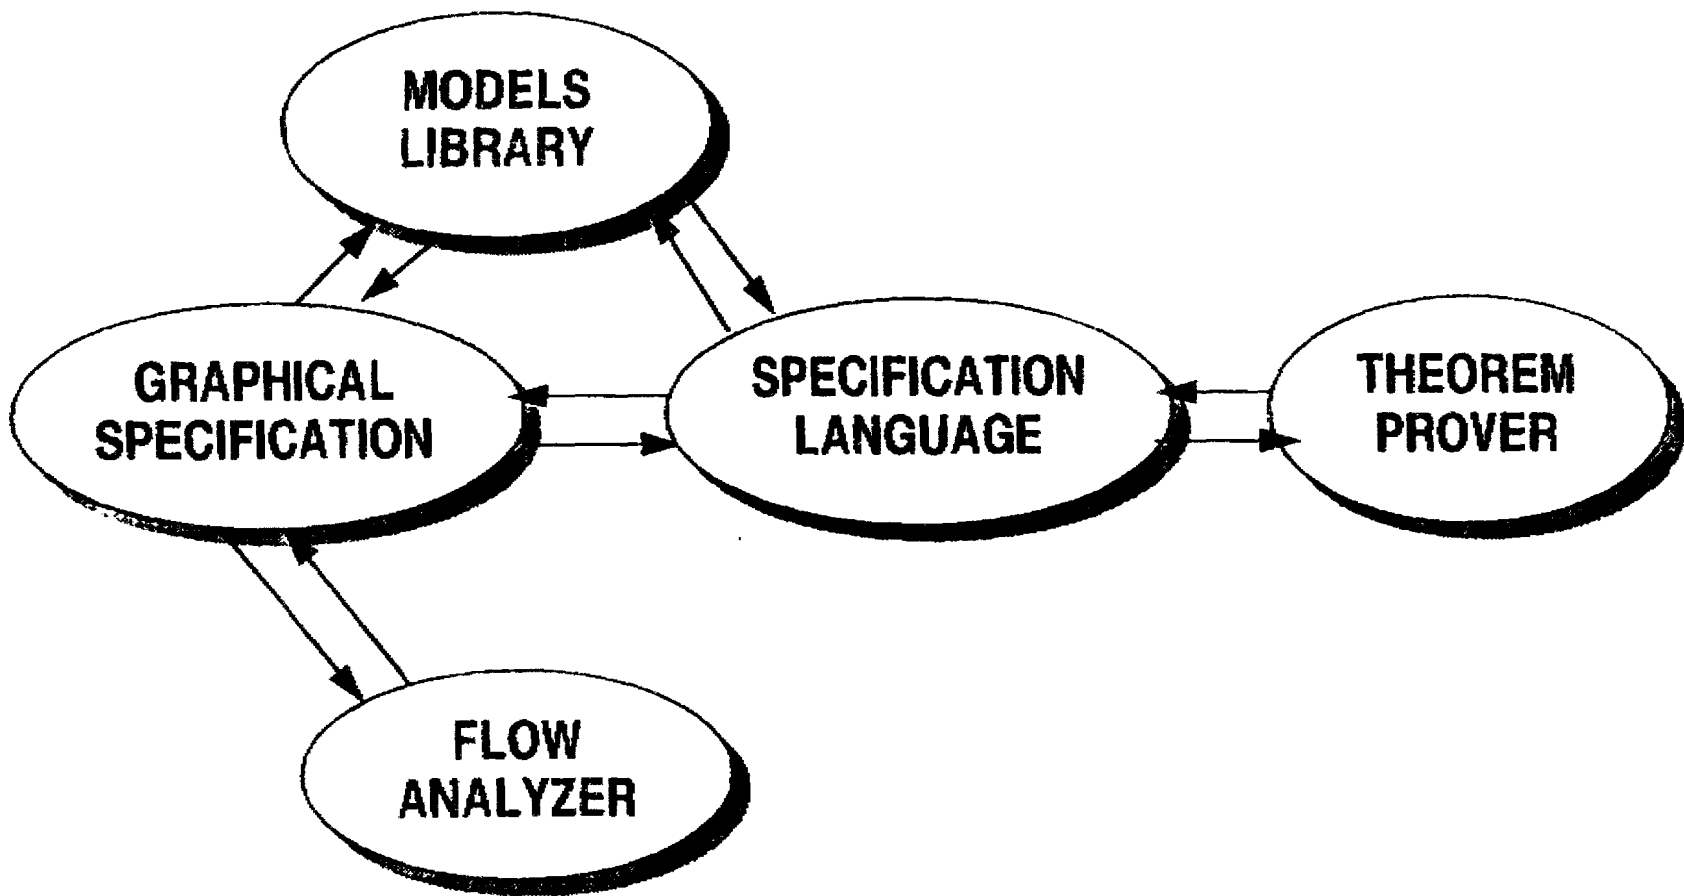 MODELS
LIBRARY
GRAPHICAL
SPECIFICATION
SPECIFICATION
LANGUAGE
THEOREM
PROVER
FLOW
ANALYZER